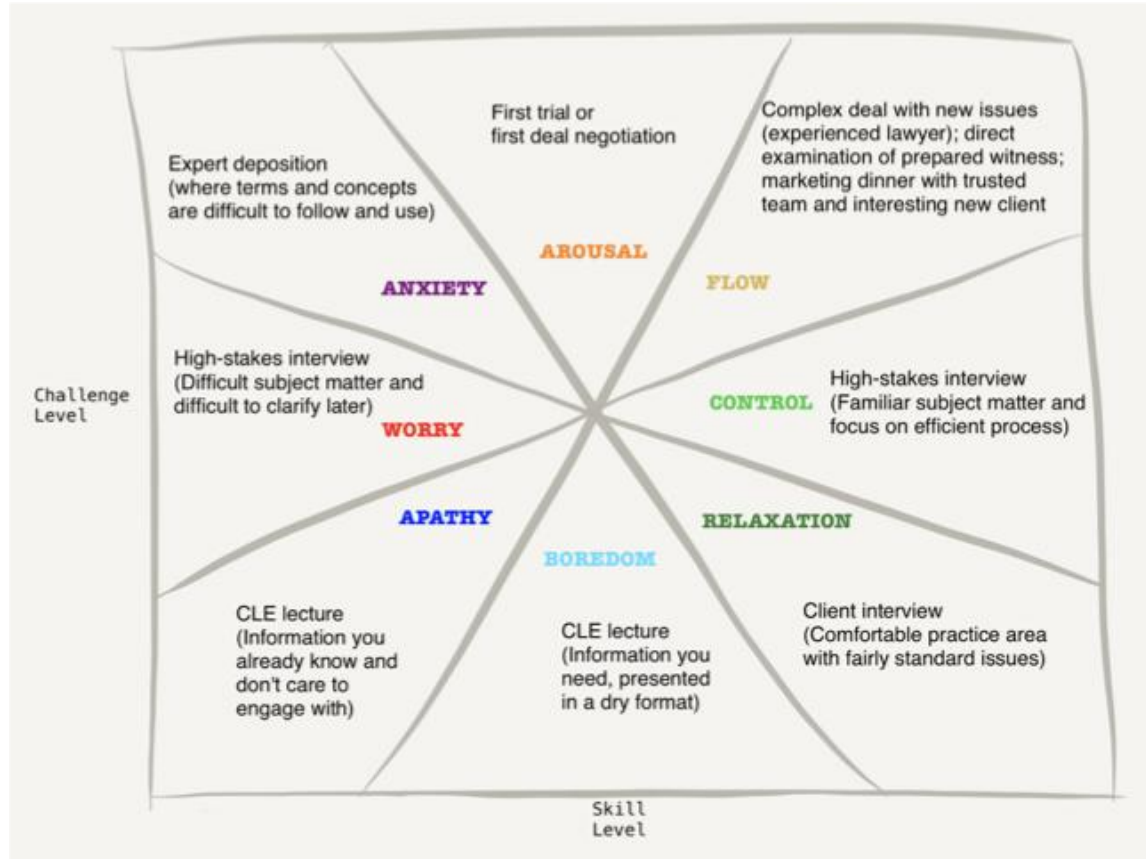 First trial or
first deal negotiation
Complex deal with new issues
(experienced lawyer); direct
examination of prepared witness;
marketing dinner with trusted
team and interesting new client
Expert deposition
(where terms and concepts
are difficult to follow and use)
AROUSAL
ANXIETY
FLOW
High-stakes interview
(Difficult subject matter and
difficult to clarify later)
WORRY
Challenge
Level
CONTROL
High-stakes interview
(Familiar subject matter and
focus on efficient process)
APATHY
BOREDOM
RELAXATION
CLE lecture
(Information you
already know and
don't care to
engage with)
CLE lecture
(Information you
need, presented
in a dry format)
Client interview
(Comfortable practice area
with fairly standard issues)
Skill
Level